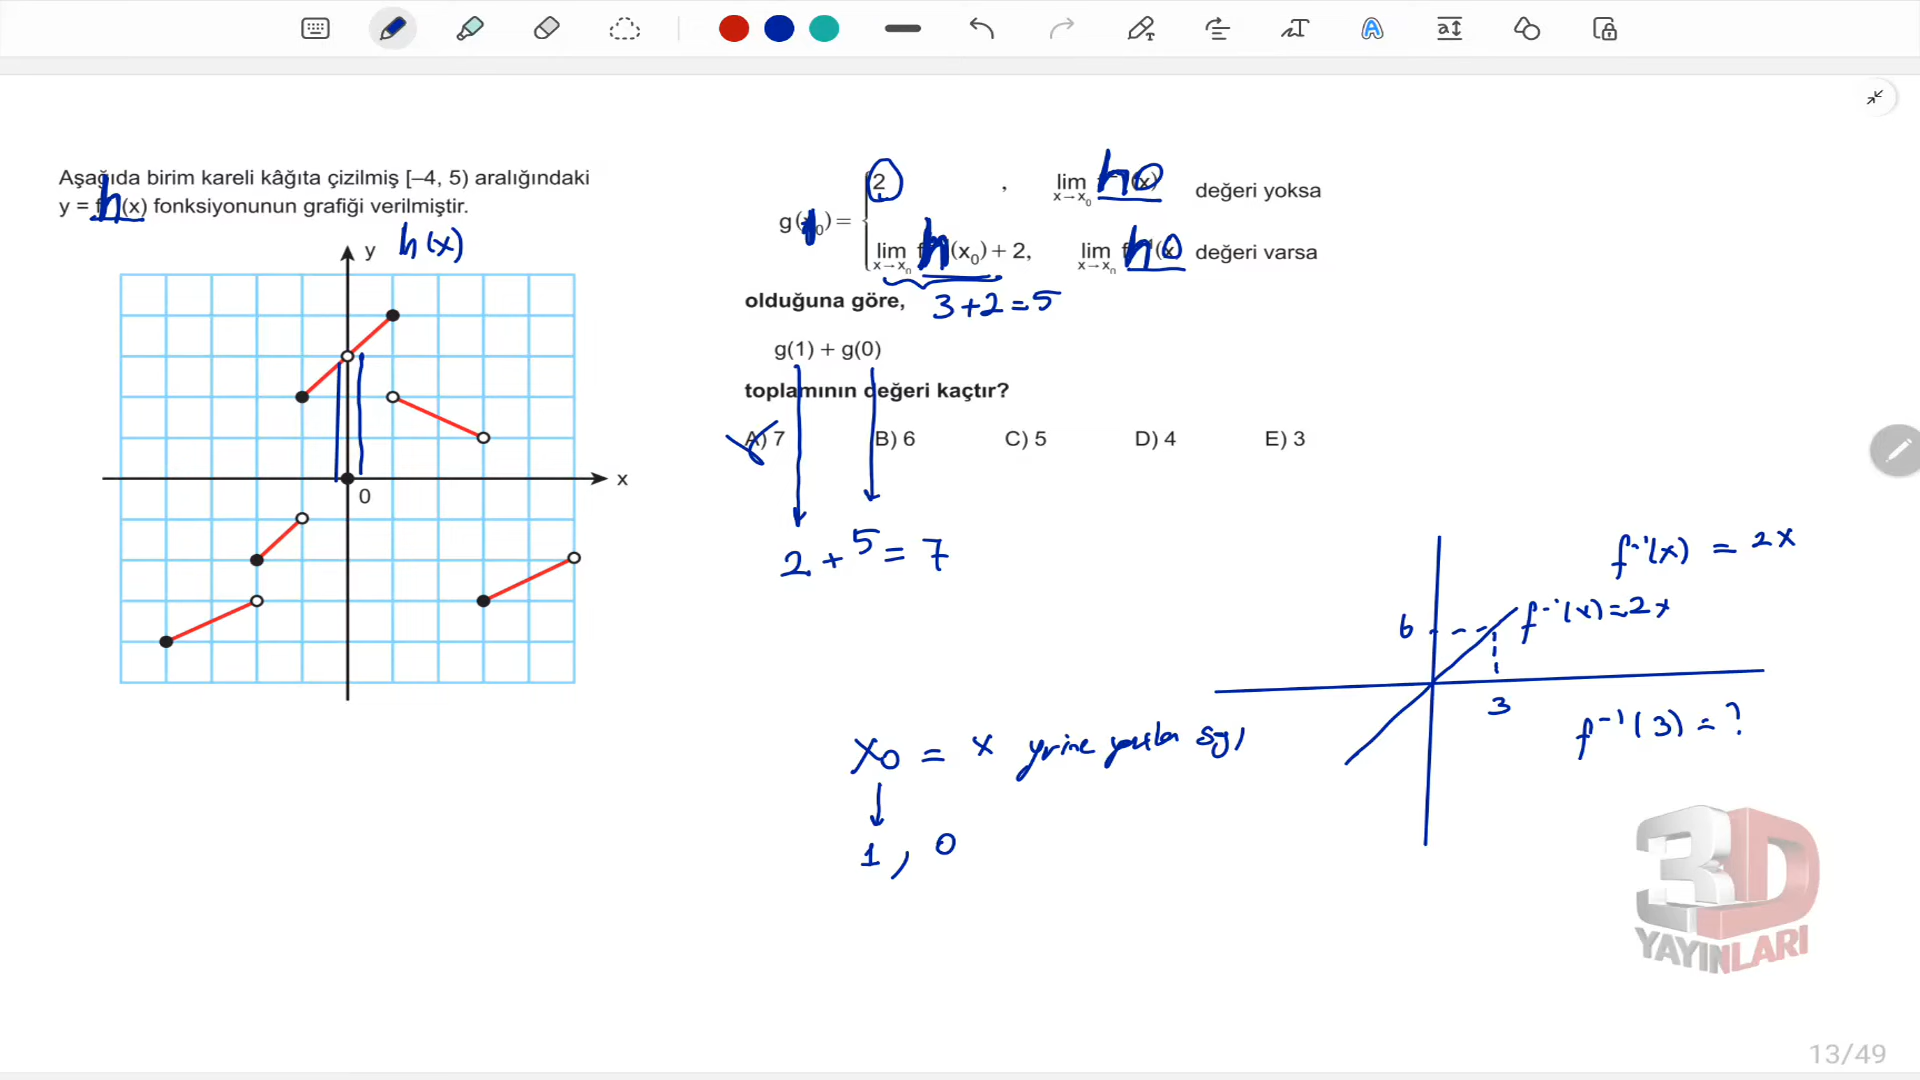 Aşağıda birim kareli kâğıta çizilmiş [–4, 5) aralığındaki
y = h(x) fonksiyonunun grafiği verilmiştir.
y
h(x)
x
0
g(x₀) =
2 , lim x→x₀ h() değeri yoksa
lim x→x₀ h(x₀) + 2, lim x→x₀ h() değeri varsa
olduğuna göre,
3+2=5
g(1) + g(0)
toplamının değeri kaçtır?
A) 7 B) 6 C) 5 D) 4 E) 3
2 + 5 = 7
f⁻¹(x) = 2x
6
f⁻¹(x)=2x
3
f⁻¹(3) = ?
x₀ = x
1, 0
3D
YAYINLARI
13/49